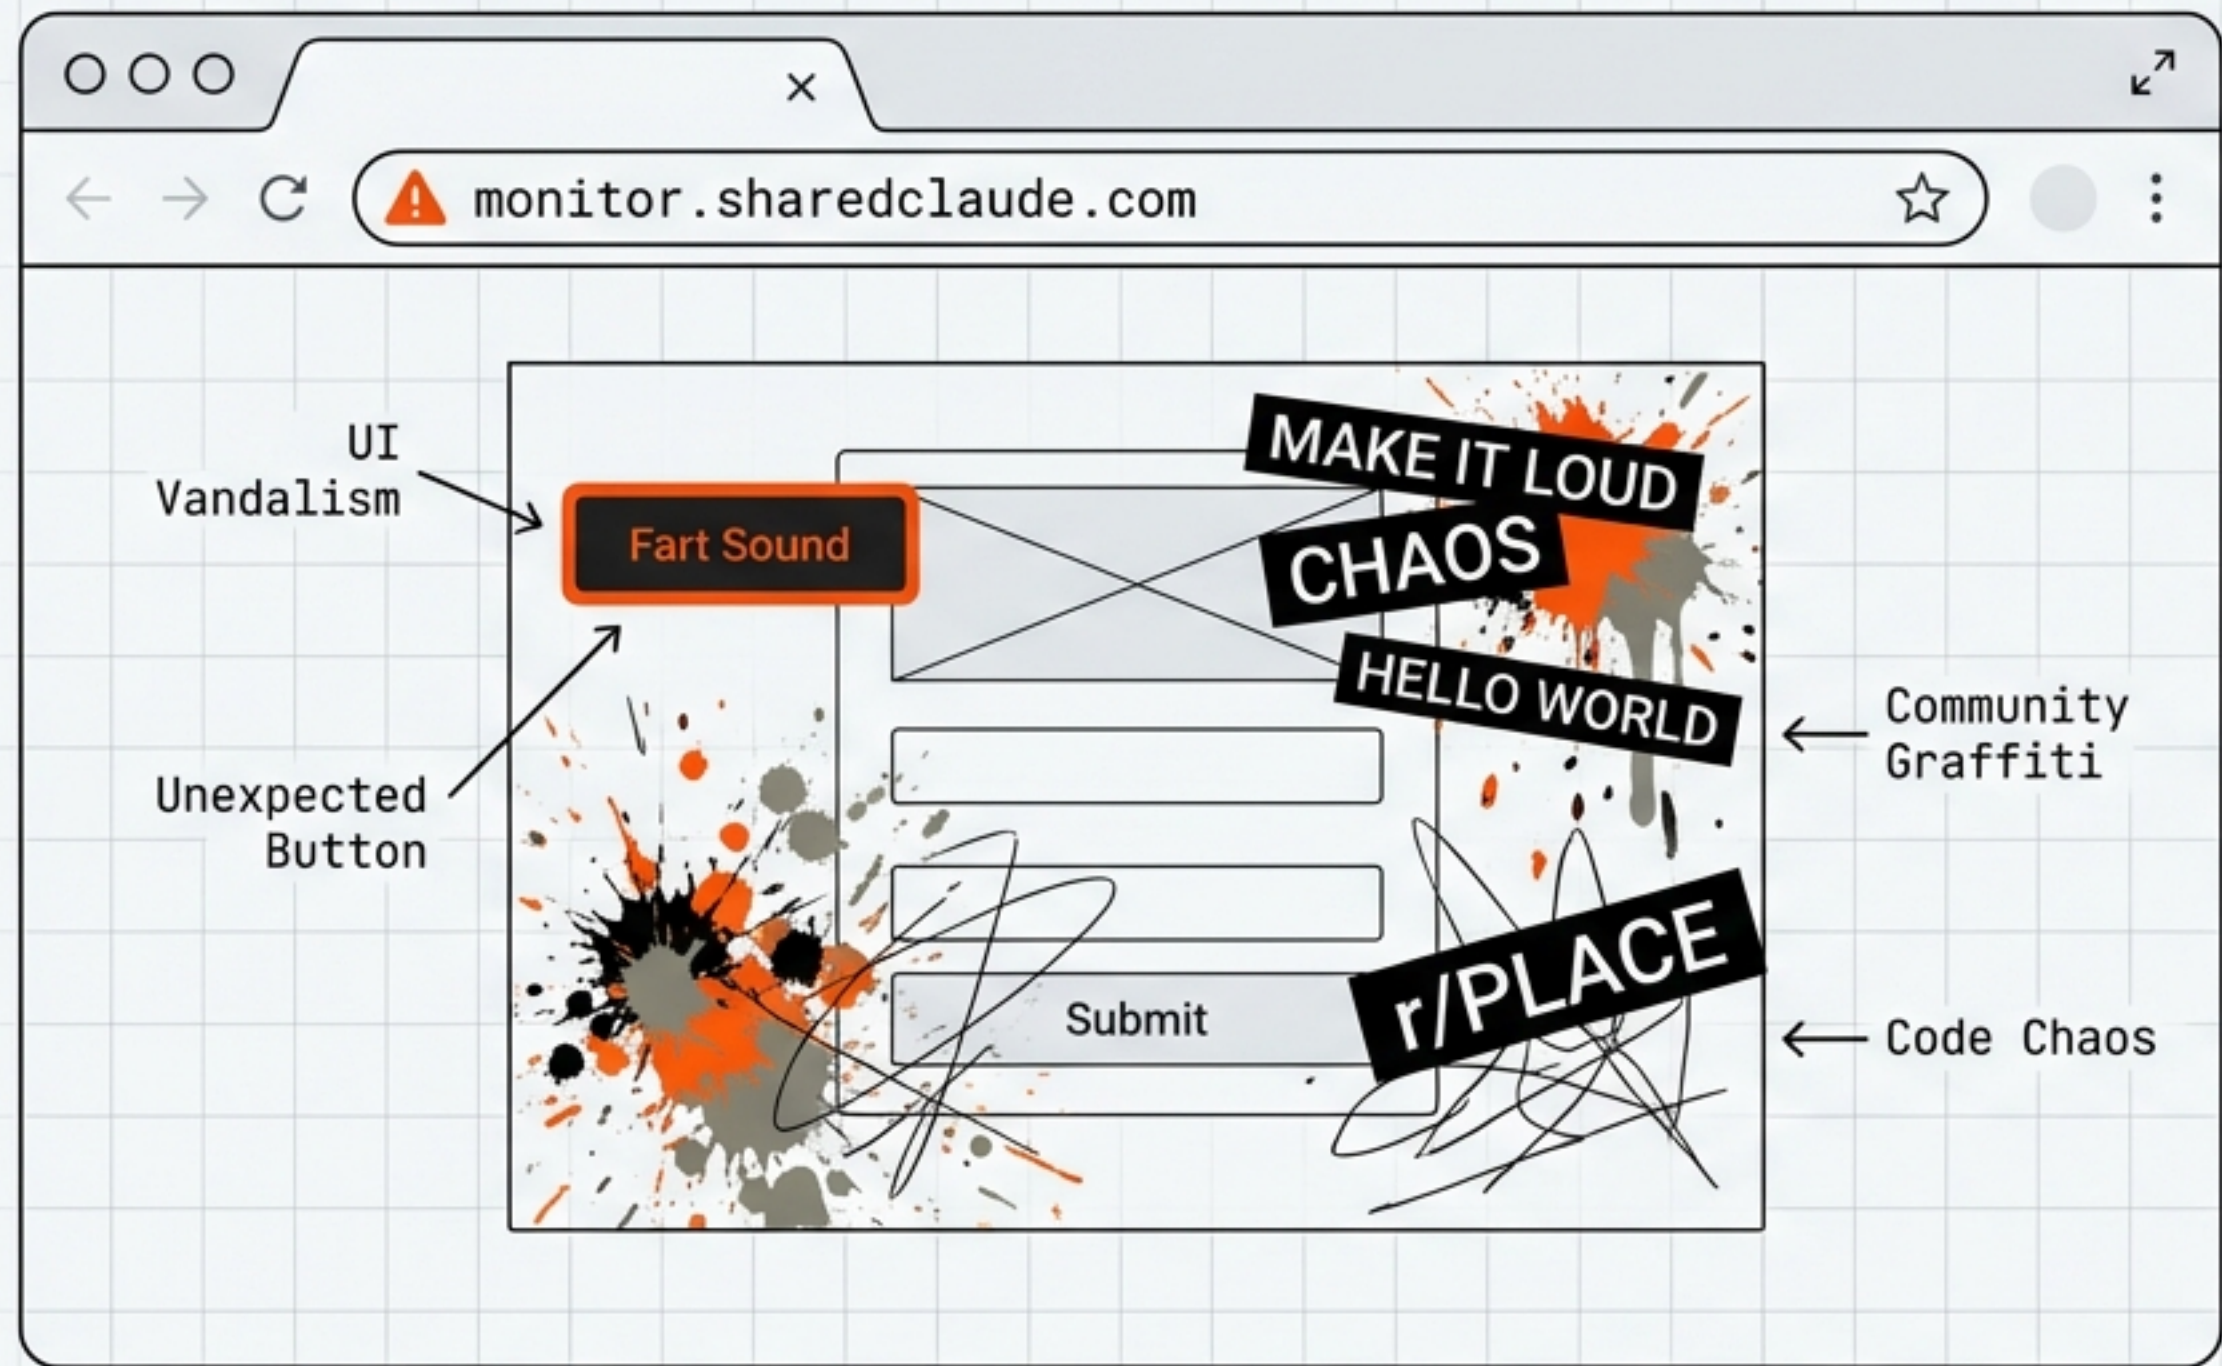 monitor.sharedclaude.com
UI
Vandalism
Fart Sound
Unexpected
Button
MAKE IT LOUD
CHAOS
HELLO WORLD
Community
Graffiti
r/PLACE
Submit
Code Chaos